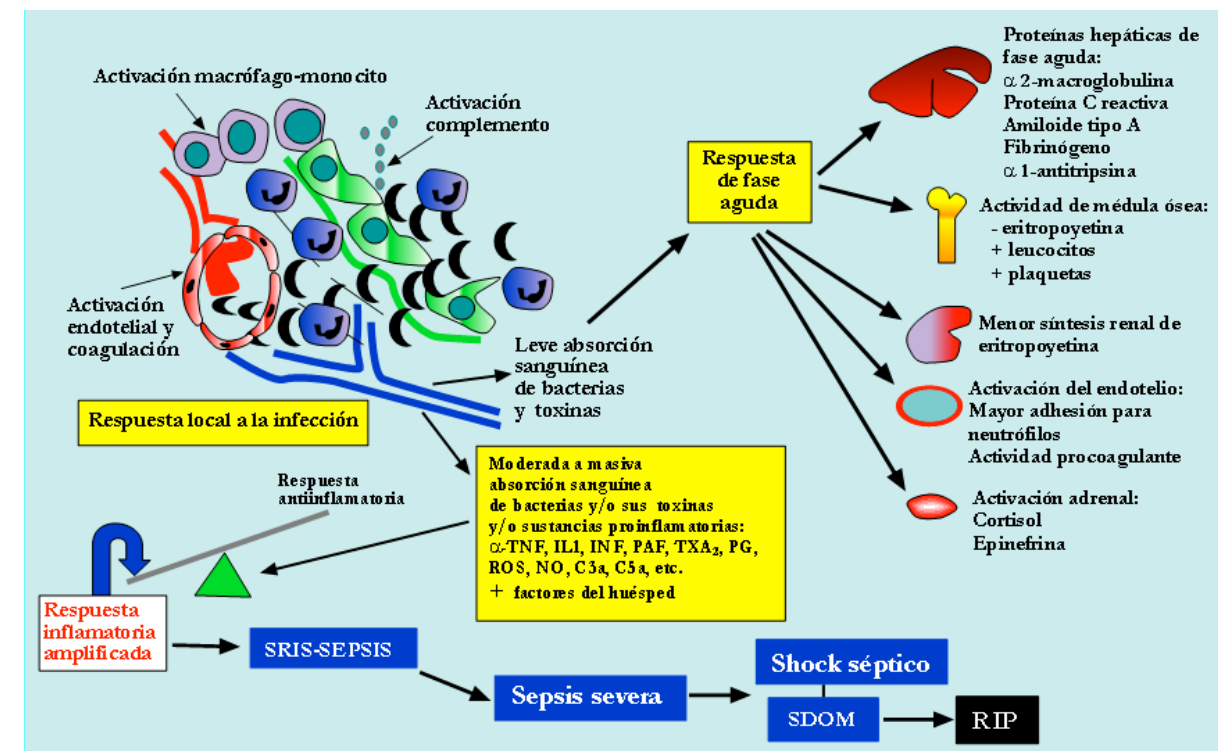 Activación macrófago-monocito
Activación
complemento
Activación
endotelial y
coagulación
Respuesta local a la infección
Leve absorción
sanguínea
de bacterias
y toxinas
Respuesta
de fase
aguda
Proteínas hepáticas de
fase aguda:
α2-macroglobulina
Proteína C reactiva
Amiloide tipo A
Fibrinógeno
α1-antitripsina
Actividad de médula ósea:
- eritropoyetina
+ leucocitos
+ plaquetas
Menor síntesis renal de
eritropoyetina
Activación del endotelio:
Mayor adhesión para
neutrófilos
Actividad procoagulante
Activación adrenal:
Cortisol
Epinefrina
Moderada a masiva
absorción sanguínea
de bacterias y/o sus toxinas
y/o sustancias proinflamatorias:
α-TNF, IL1, INF, PAF, TXA₂, PG,
ROS, NO, C3a, C5a, etc.
+ factores del huésped
Respuesta
antiinflamatoria
Respuesta
inflamatoria
amplificada
SRIS-SEPSIS
Sepsis severa
Shock séptico
SDOM
RIP